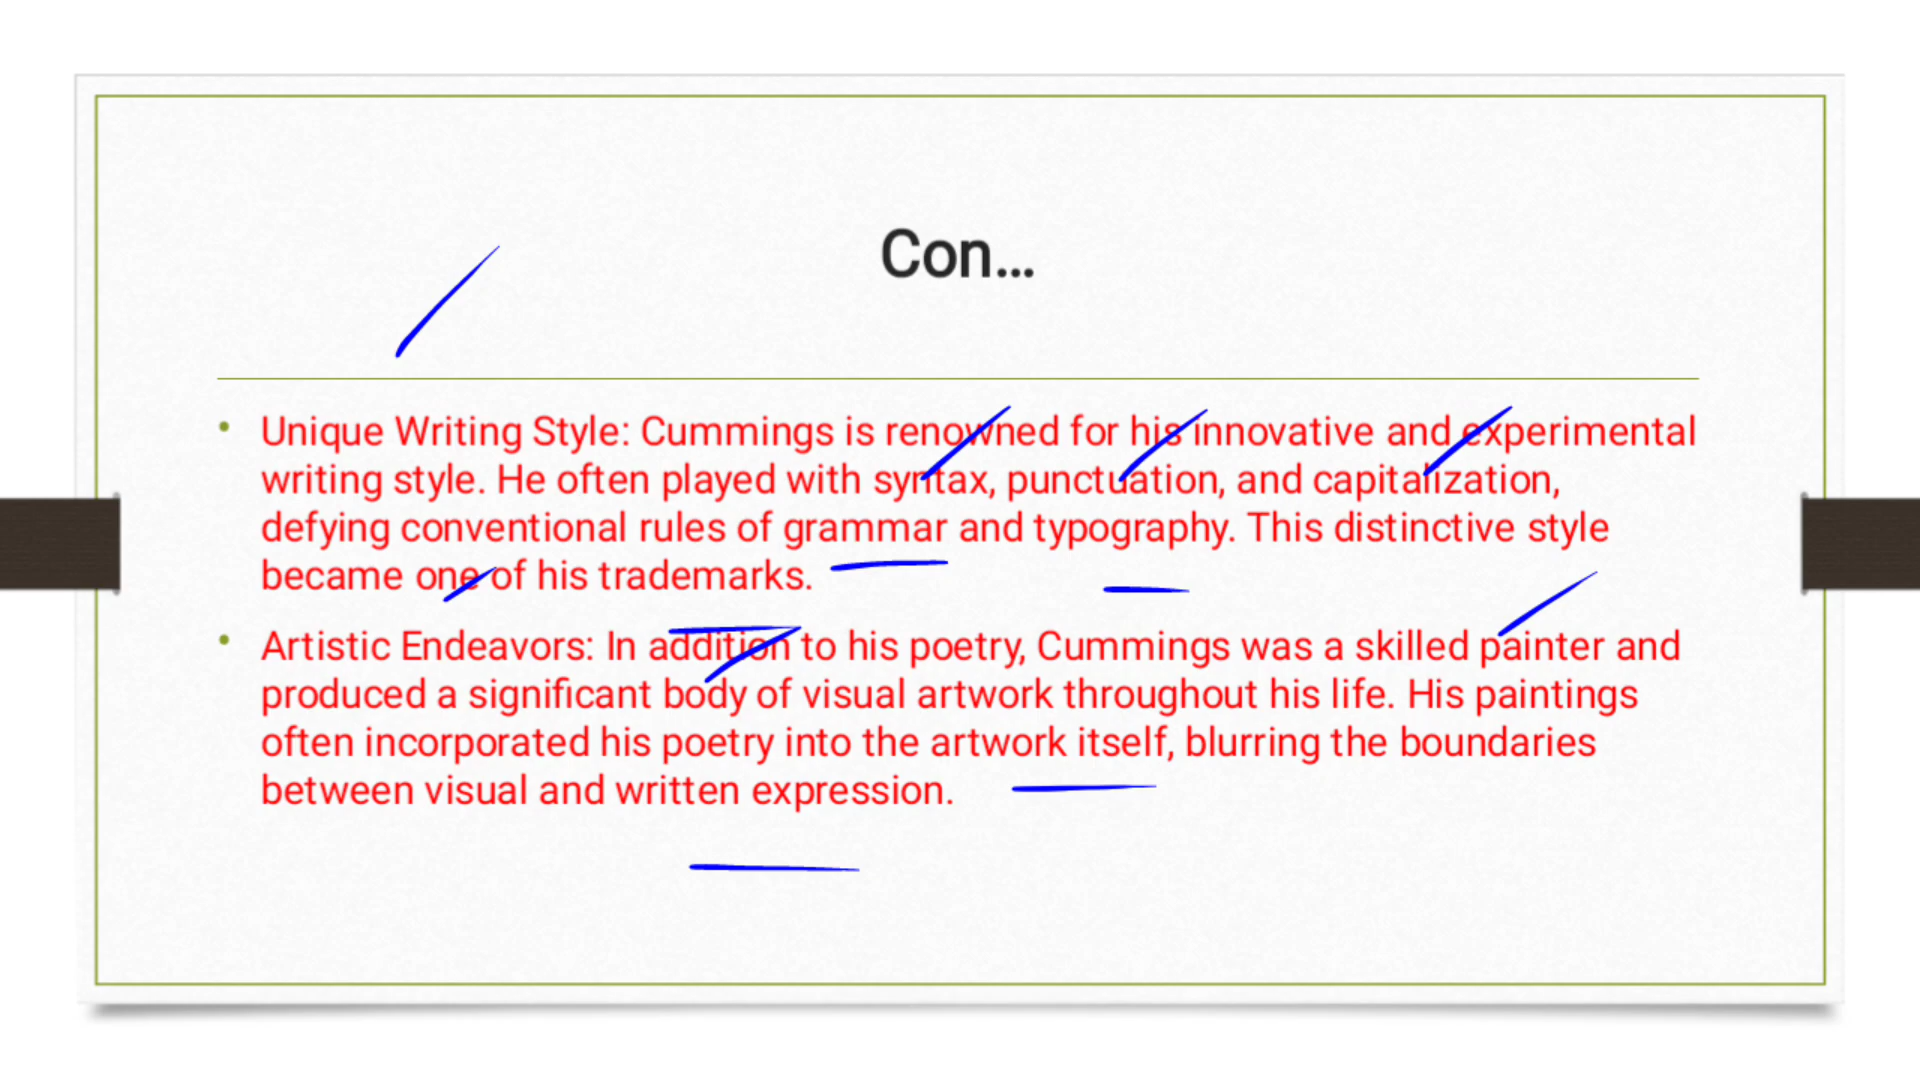 Con...
• Unique Writing Style: Cummings is renowned for his innovative and experimental
writing style. He often played with syntax, punctuation, and capitalization,
defying conventional rules of grammar and typography. This distinctive style
became one of his trademarks.
• Artistic Endeavors: In addition to his poetry, Cummings was a skilled painter and
produced a significant body of visual artwork throughout his life. His paintings
often incorporated his poetry into the artwork itself, blurring the boundaries
between visual and written expression.